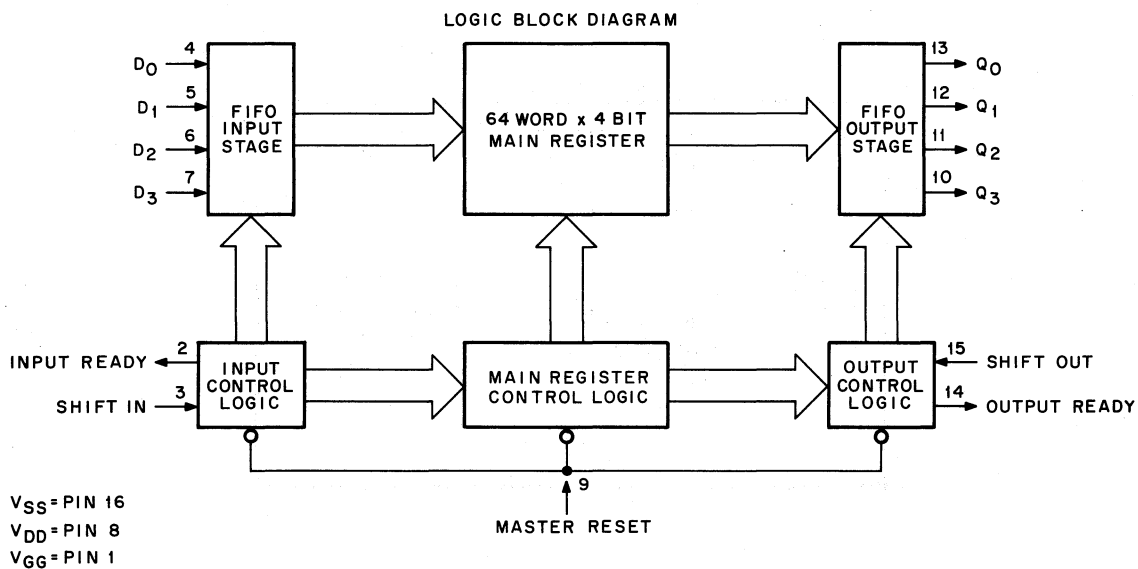 LOGIC BLOCK DIAGRAM
D0 4
D1 5
D2 6
D3 7
FIFO
INPUT
STAGE
64 WORD x 4 BIT
MAIN REGISTER
FIFO
OUTPUT
STAGE
13 Q0
12 Q1
11 Q2
10 Q3
INPUT READY 2
SHIFT IN 3
INPUT
CONTROL
LOGIC
MAIN REGISTER
CONTROL LOGIC
OUTPUT
CONTROL
LOGIC
15 SHIFT OUT
14 OUTPUT READY
9
MASTER RESET
VSS = PIN 16
VDD = PIN 8
VGG = PIN 1